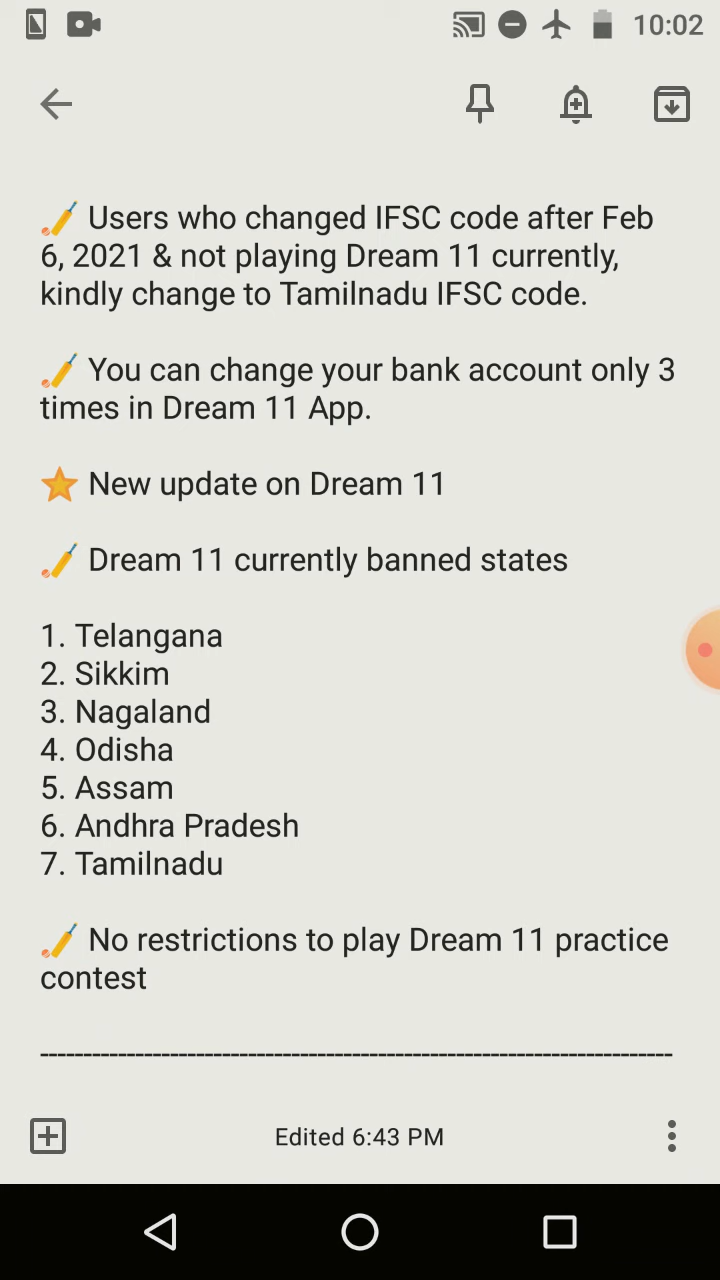 10:02
Users who changed IFSC code after Feb
6, 2021 & not playing Dream 11 currently,
kindly change to Tamilnadu IFSC code.
You can change your bank account only 3
times in Dream 11 App.
New update on Dream 11
Dream 11 currently banned states
1. Telangana
2. Sikkim
3. Nagaland
4. Odisha
5. Assam
6. Andhra Pradesh
7. Tamilnadu
No restrictions to play Dream 11 practice
contest
------------------------------------------------------------------------
Edited 6:43 PM